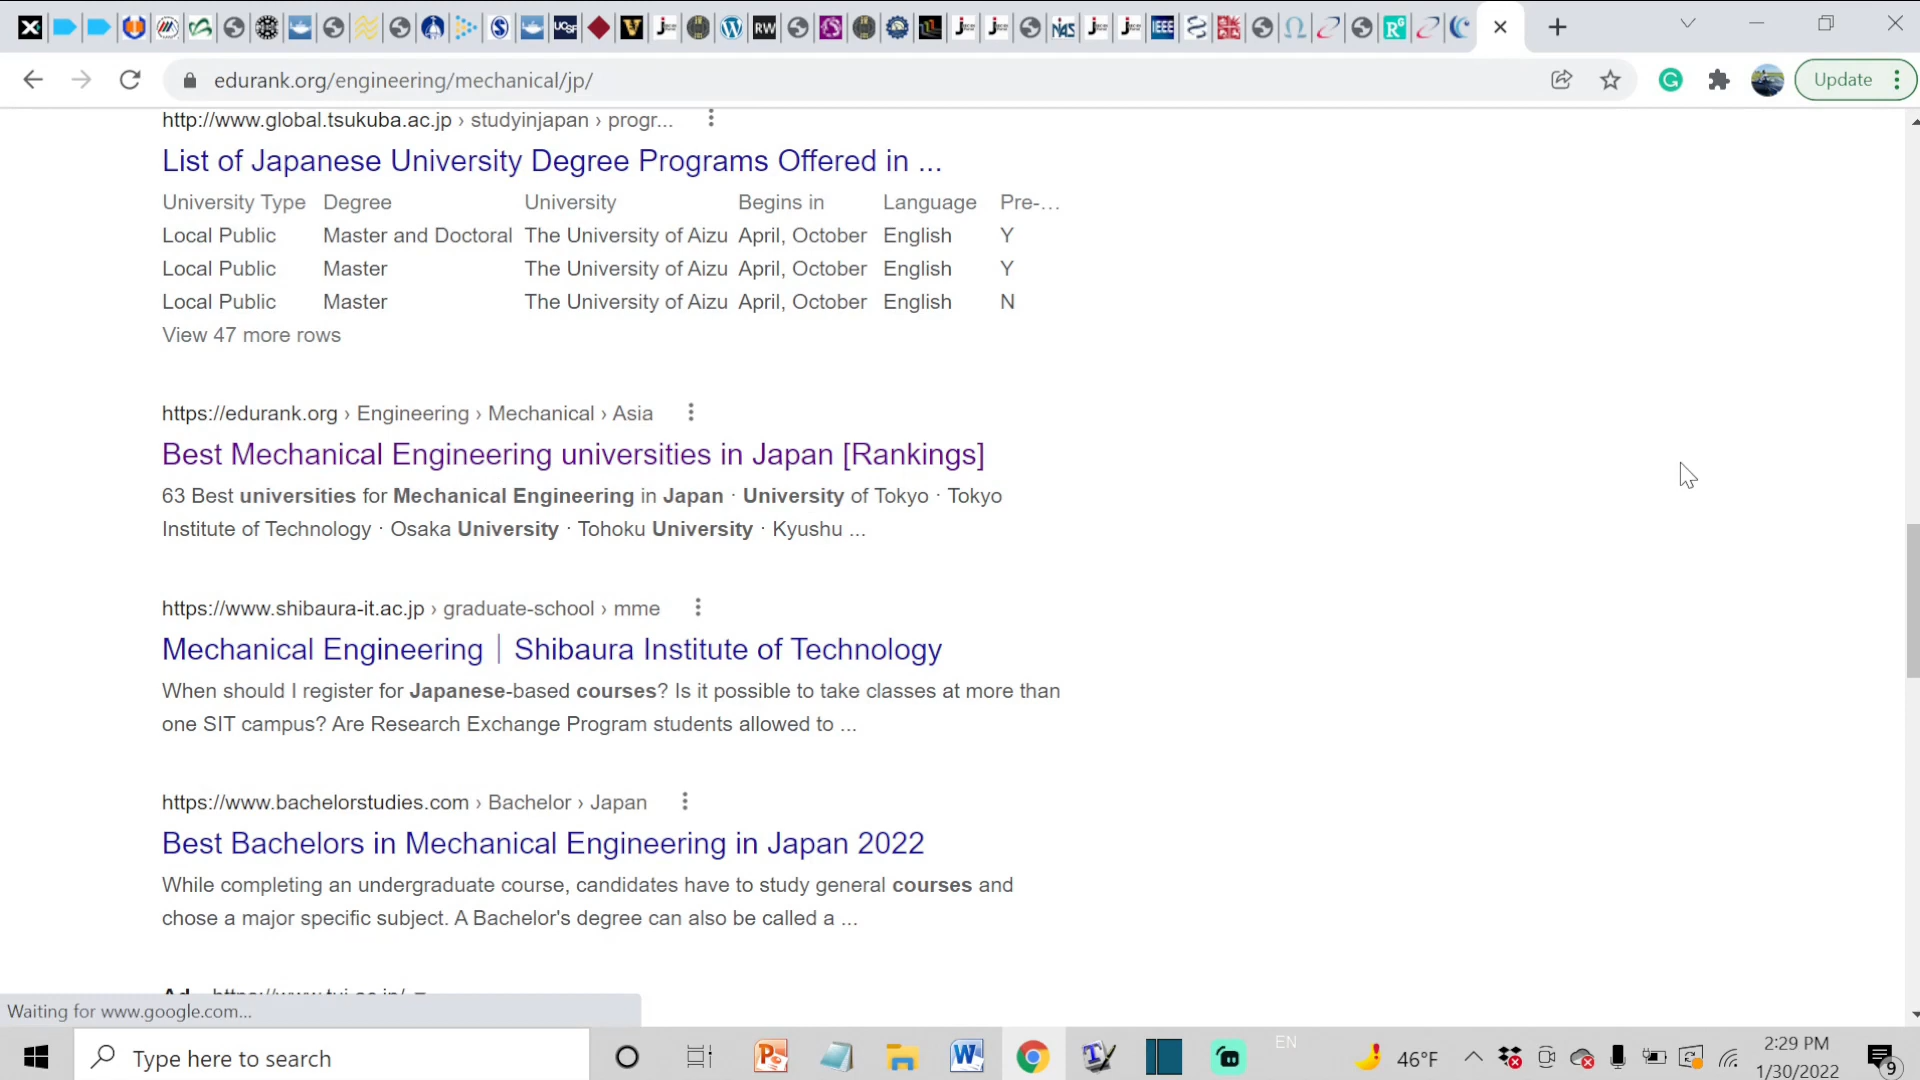 edurank.org/engineering/mechanical/jp/
Update
http://www.global.tsukuba.ac.jp › studyinjapan › progr...
List of Japanese University Degree Programs Offered in ...
University Type Degree University Begins in Language Pre-...
Local Public Master and Doctoral The University of Aizu April, October English Y
Local Public Master The University of Aizu April, October English Y
Local Public Master The University of Aizu April, October English N
View 47 more rows
https://edurank.org › Engineering › Mechanical › Asia
Best Mechanical Engineering universities in Japan [Rankings]
63 Best universities for Mechanical Engineering in Japan · University of Tokyo · Tokyo
Institute of Technology · Osaka University · Tohoku University · Kyushu ...
https://www.shibaura-it.ac.jp › graduate-school › mme
Mechanical Engineering｜Shibaura Institute of Technology
When should I register for Japanese-based courses? Is it possible to take classes at more than
one SIT campus? Are Research Exchange Program students allowed to ...
https://www.bachelorstudies.com › Bachelor › Japan
Best Bachelors in Mechanical Engineering in Japan 2022
While completing an undergraduate course, candidates have to study general courses and
chose a major specific subject. A Bachelor's degree can also be called a ...
Ad · https://www.tuj.ac.jp/
Waiting for www.google.com...
Type here to search
EN
46°F
2:29 PM
1/30/2022
9